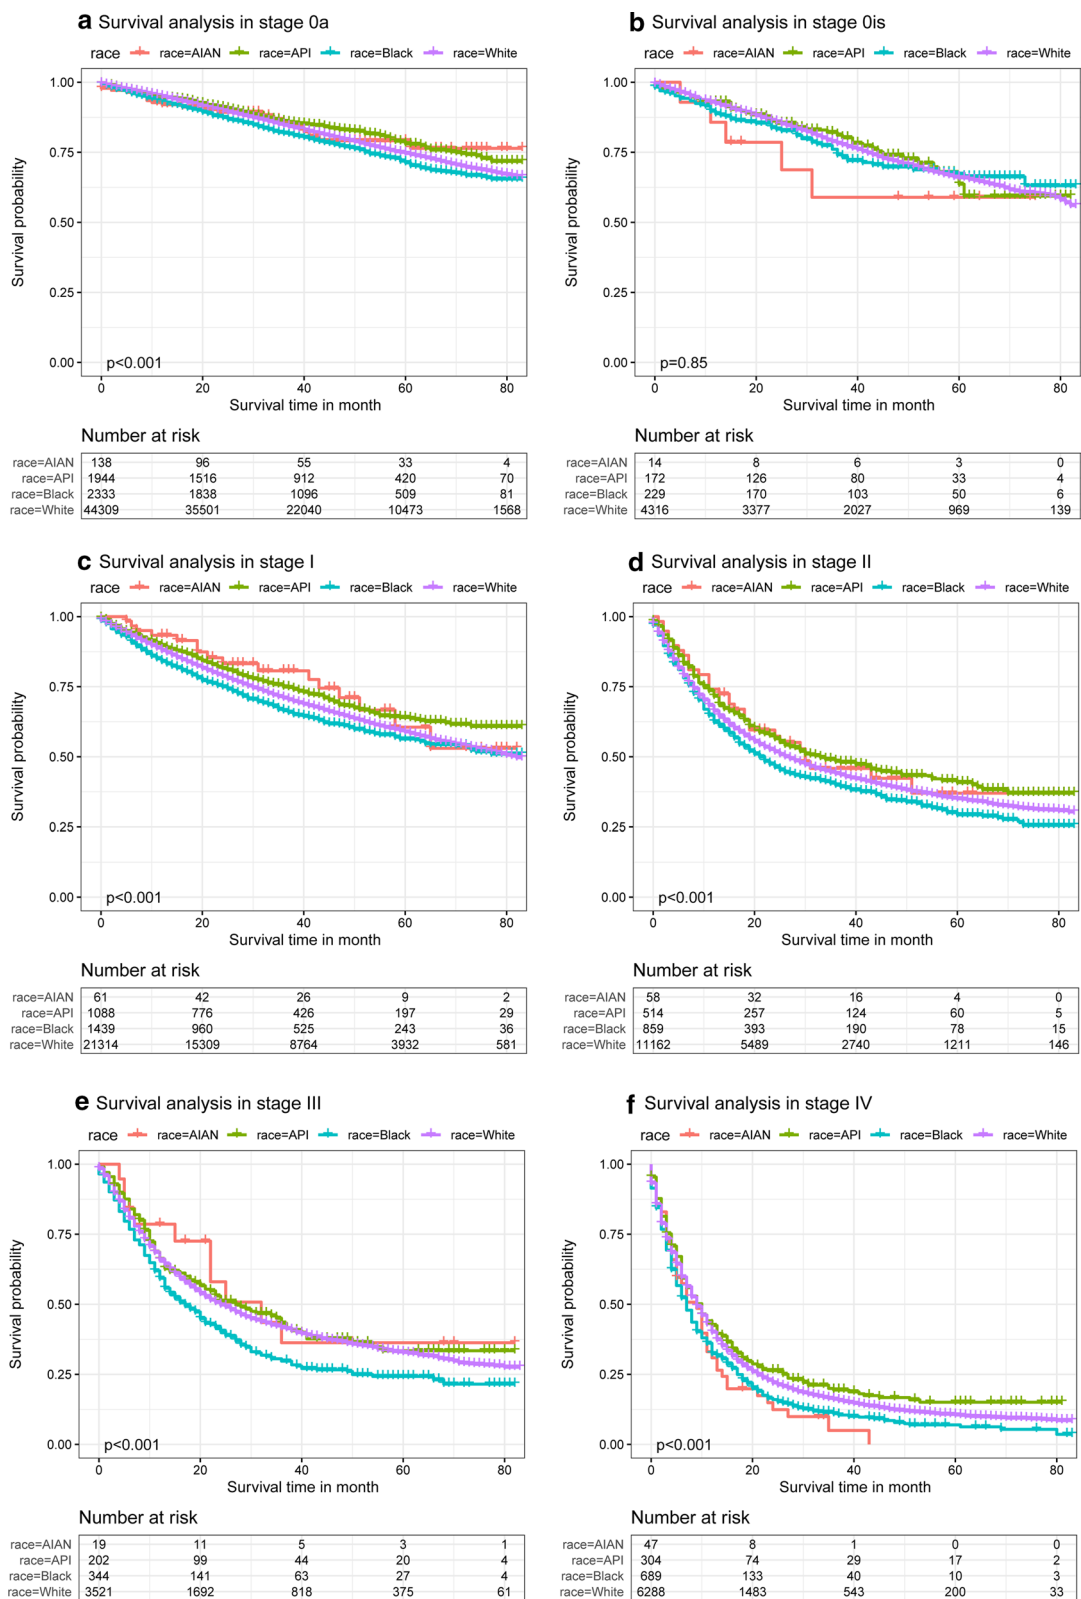 a Survival analysis in stage 0a
race race=AIAN race=API race=Black race=White
1.00
0.75
0.50
0.25
0.00
Survival probability
p<0.001
0 20 40 60 80
Survival time in month
Number at risk
race=AIAN 138 96 55 33 4
race=API 1944 1516 912 420 70
race=Black 2333 1838 1096 509 81
race=White 44309 35501 22040 10473 1568
b Survival analysis in stage 0is
race race=AIAN race=API race=Black race=White
1.00
0.75
0.50
0.25
0.00
Survival probability
p=0.85
0 20 40 60 80
Survival time in month
Number at risk
race=AIAN 14 8 6 3 0
race=API 172 126 80 33 4
race=Black 229 170 103 50 6
race=White 4316 3377 2027 969 139
c Survival analysis in stage I
race race=AIAN race=API race=Black race=White
1.00
0.75
0.50
0.25
0.00
Survival probability
p<0.001
0 20 40 60 80
Survival time in month
Number at risk
race=AIAN 61 42 26 9 2
race=API 1088 776 426 197 29
race=Black 1439 960 525 243 36
race=White 21314 15309 8764 3932 581
d Survival analysis in stage II
race race=AIAN race=API race=Black race=White
1.00
0.75
0.50
0.25
0.00
Survival probability
p<0.001
0 20 40 60 80
Survival time in month
Number at risk
race=AIAN 58 32 16 4 0
race=API 514 257 124 60 5
race=Black 859 393 190 78 15
race=White 11162 5489 2740 1211 146
e Survival analysis in stage III
race race=AIAN race=API race=Black race=White
1.00
0.75
0.50
0.25
0.00
Survival probability
p<0.001
0 20 40 60 80
Survival time in month
Number at risk
race=AIAN 19 11 5 3 1
race=API 202 99 44 20 4
race=Black 344 141 63 27 4
race=White 3521 1692 818 375 61
f Survival analysis in stage IV
race race=AIAN race=API race=Black race=White
1.00
0.75
0.50
0.25
0.00
Survival probability
p<0.001
0 20 40 60 80
Survival time in month
Number at risk
race=AIAN 47 8 1 0 0
race=API 304 74 29 17 2
race=Black 689 133 40 10 3
race=White 6288 1483 543 200 33